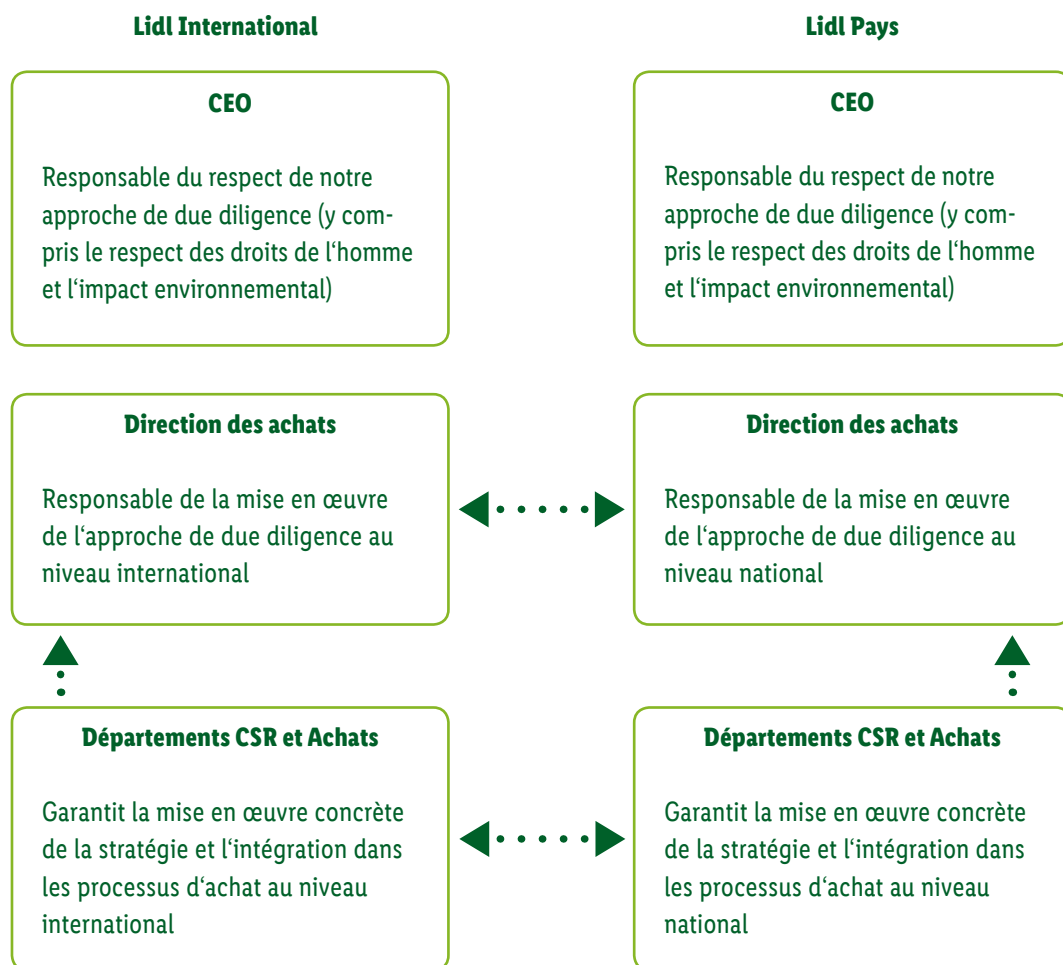 Lidl International
Lidl Pays
CEO
Responsable du respect de notre
approche de due diligence (y com-
pris le respect des droits de l‘homme
et l‘impact environnemental)
CEO
Responsable du respect de notre
approche de due diligence (y com-
pris le respect des droits de l‘homme
et l‘impact environnemental)
Direction des achats
Responsable de la mise en œuvre
de l‘approche de due diligence au
niveau international
Direction des achats
Responsable de la mise en œuvre
de l‘approche de due diligence au
niveau national
Départements CSR et Achats
Garantit la mise en œuvre concrète
de la stratégie et l‘intégration dans
les processus d‘achat au niveau
international
Départements CSR et Achats
Garantit la mise en œuvre concrète
de la stratégie et l‘intégration dans
les processus d‘achat au niveau
national